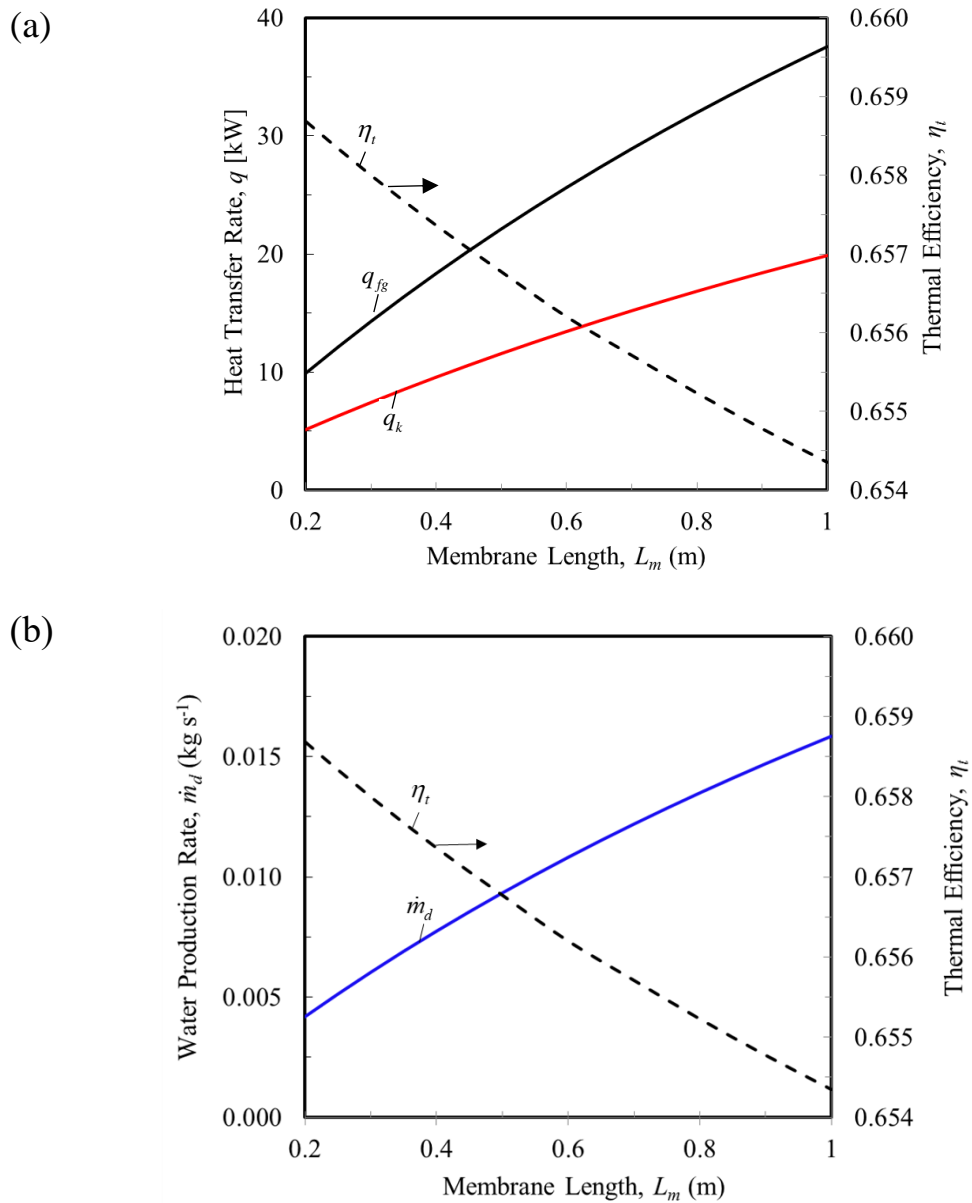 (a)
Heat Transfer Rate, q [kW]
40
30
20
10
0
η_t
q_fg
q_k
0.660
0.659
0.658
0.657
0.656
0.655
0.654
Thermal Efficiency, η_t
0.2 0.4 0.6 0.8 1
Membrane Length, L_m (m)
(b)
Water Production Rate, ṁ_d (kg s⁻¹)
0.020
0.015
0.010
0.005
0.000
η_t
ṁ_d
0.660
0.659
0.658
0.657
0.656
0.655
0.654
Thermal Efficiency, η_t
0.2 0.4 0.6 0.8 1
Membrane Length, L_m (m)